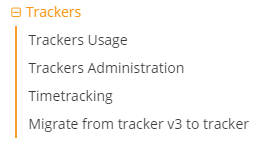 Trackers
Trackers Usage
Trackers Administration
Timetracking
Migrate from tracker v3 to tracker